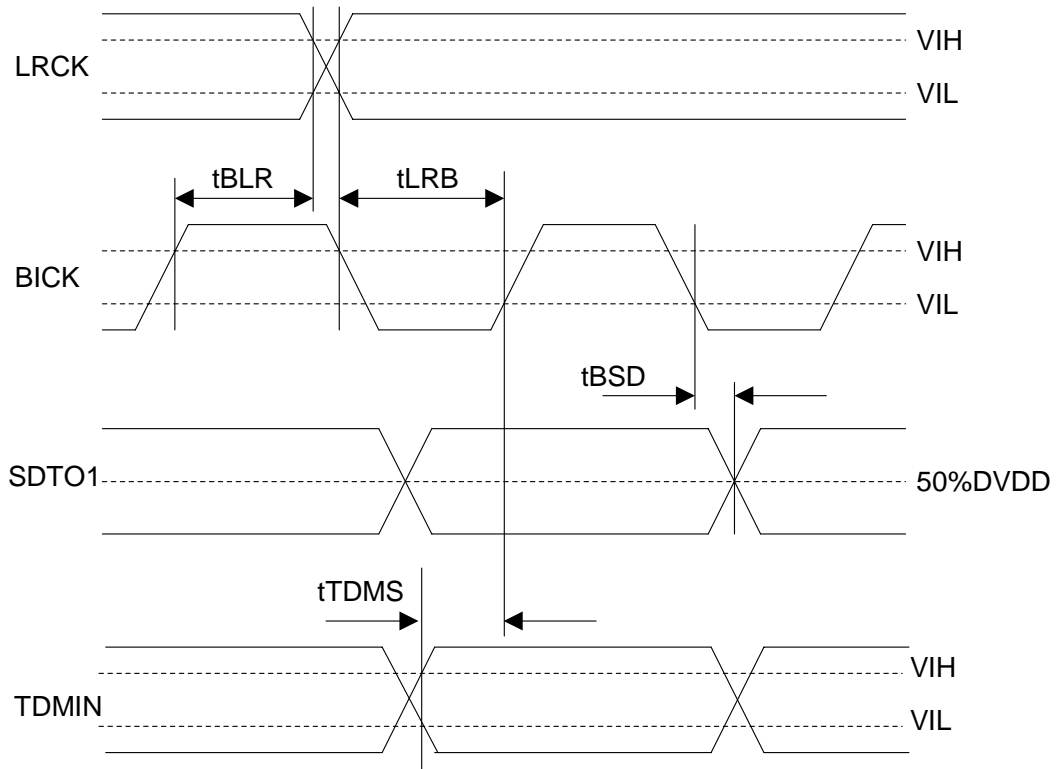 VIH
LRCK
VIL
tBLR
tLRB
VIH
BICK
VIL
tBSD
SDTO1
50%DVDD
tTDMS
VIH
TDMIN
VIL